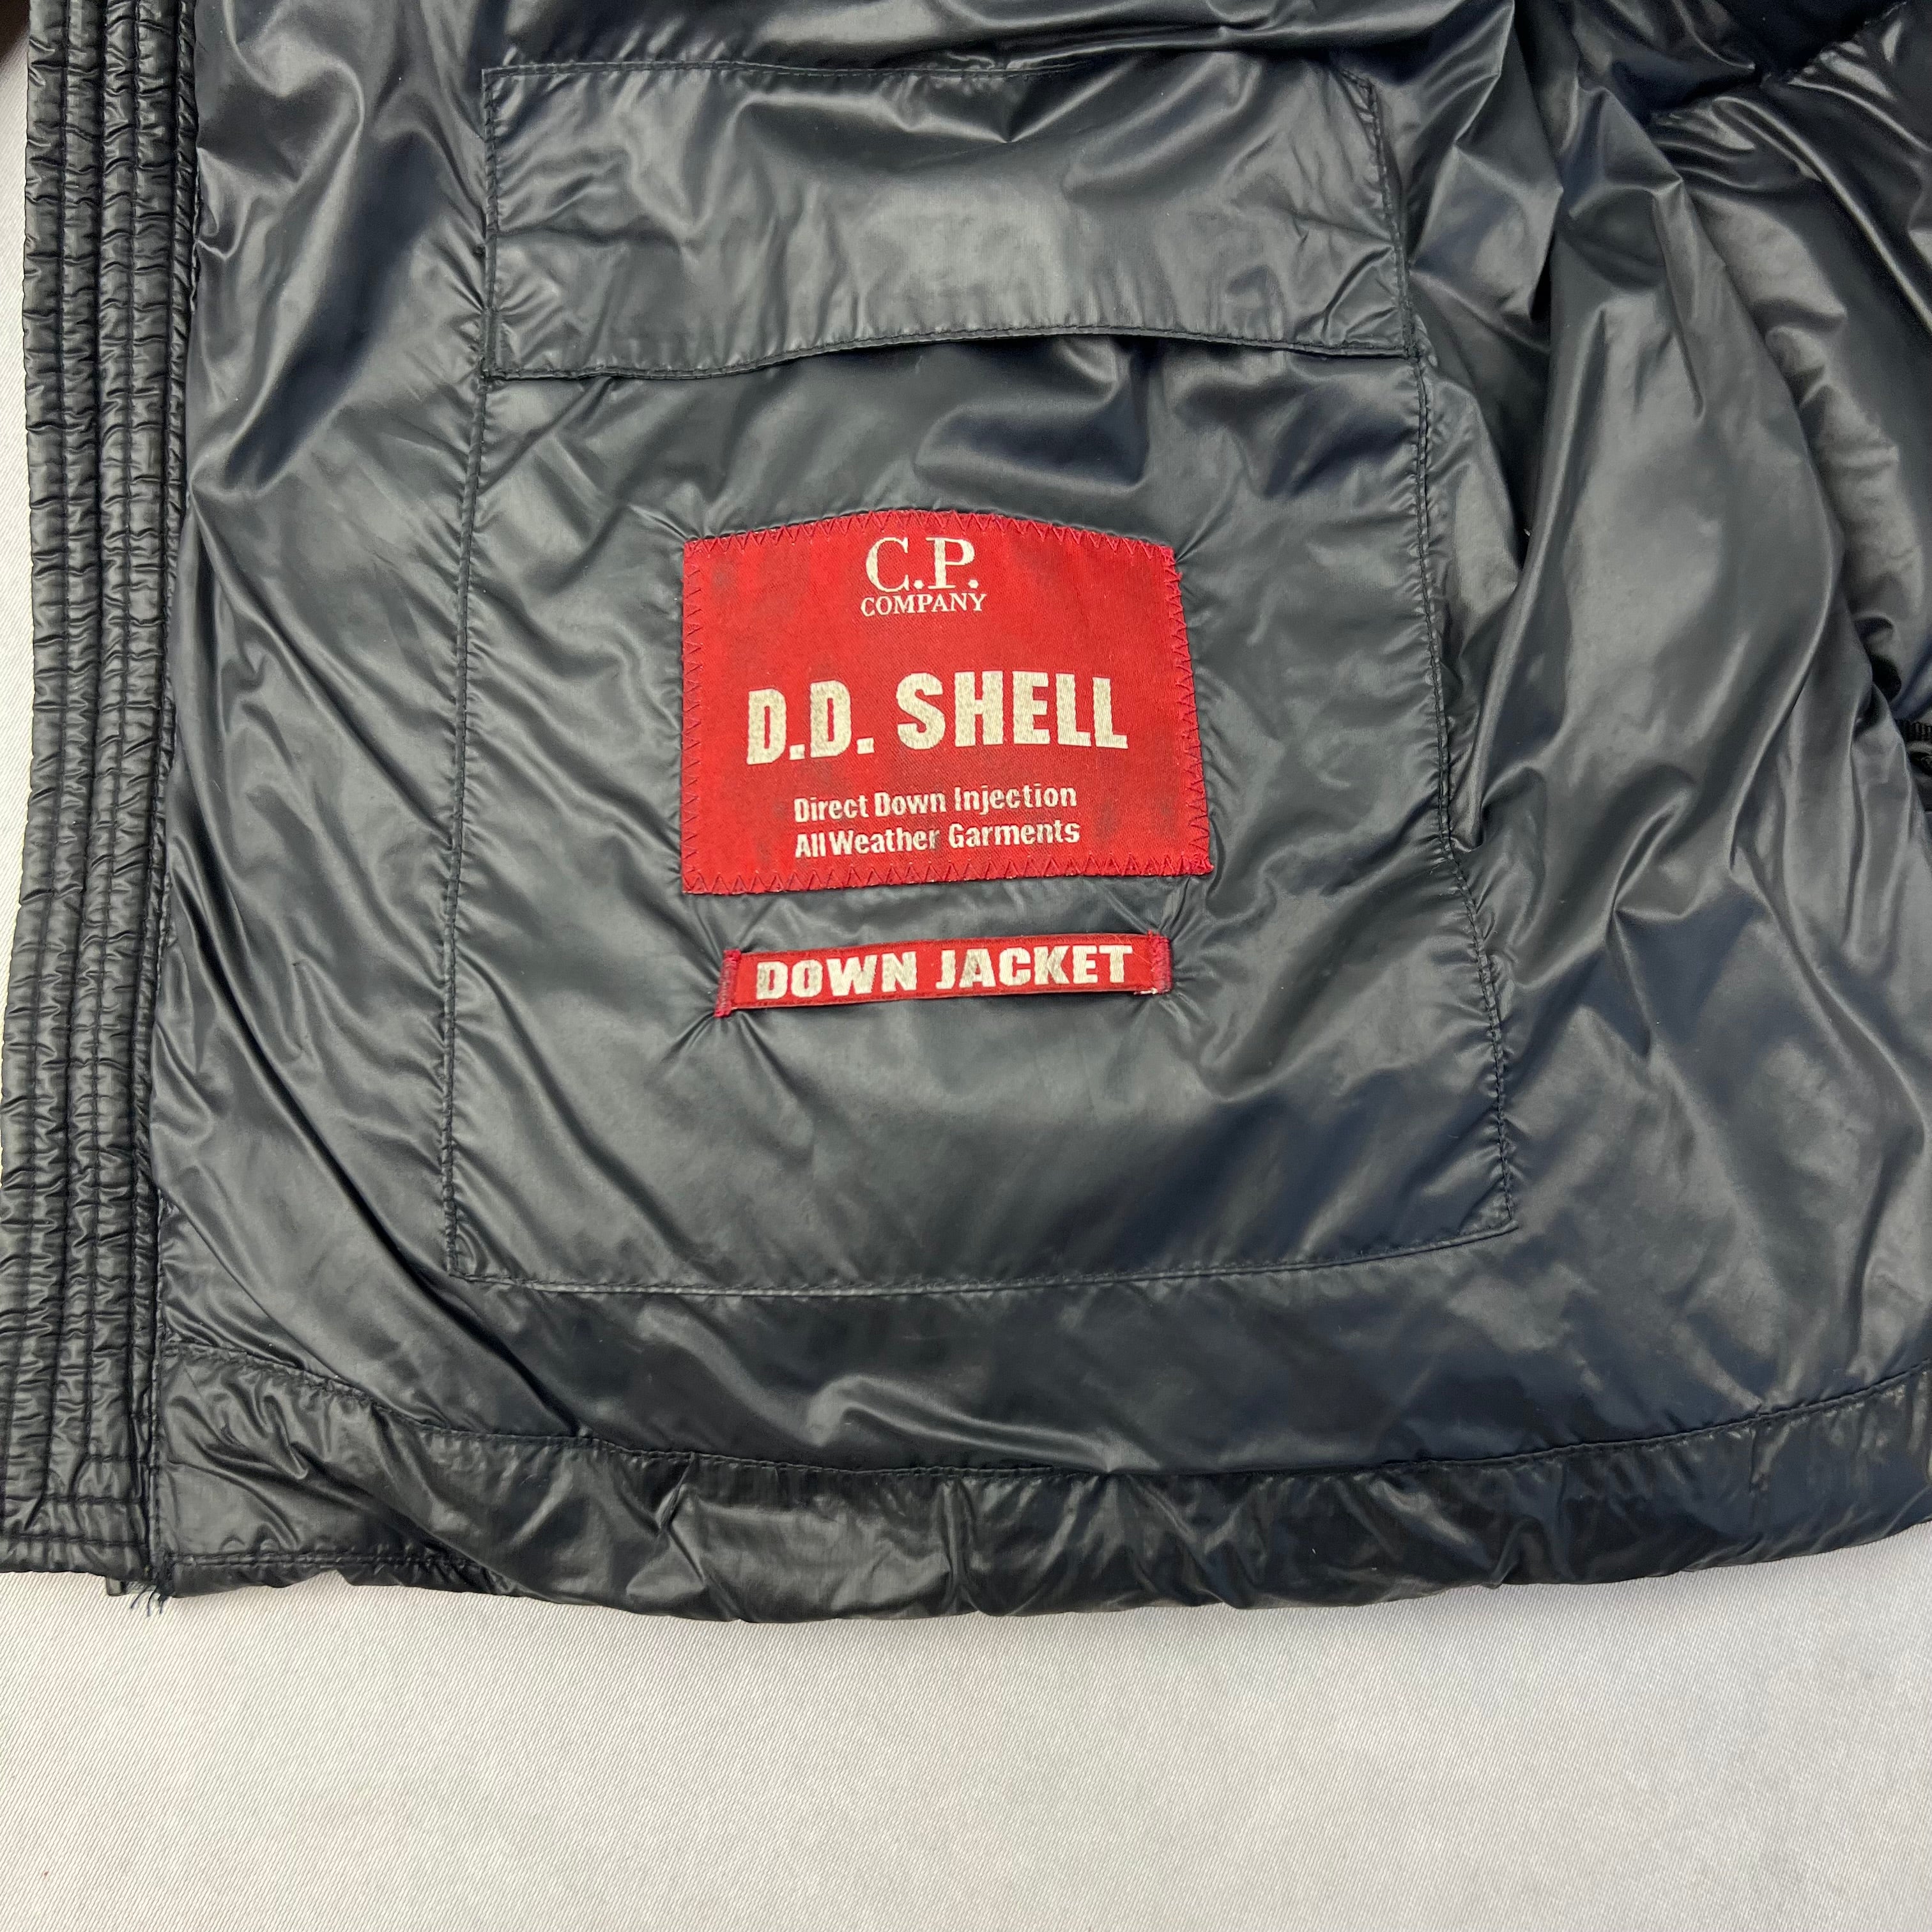 C.P.
COMPANY
D.D. SHELL
Direct Down Injection
All Weather Garments
DOWN JACKET